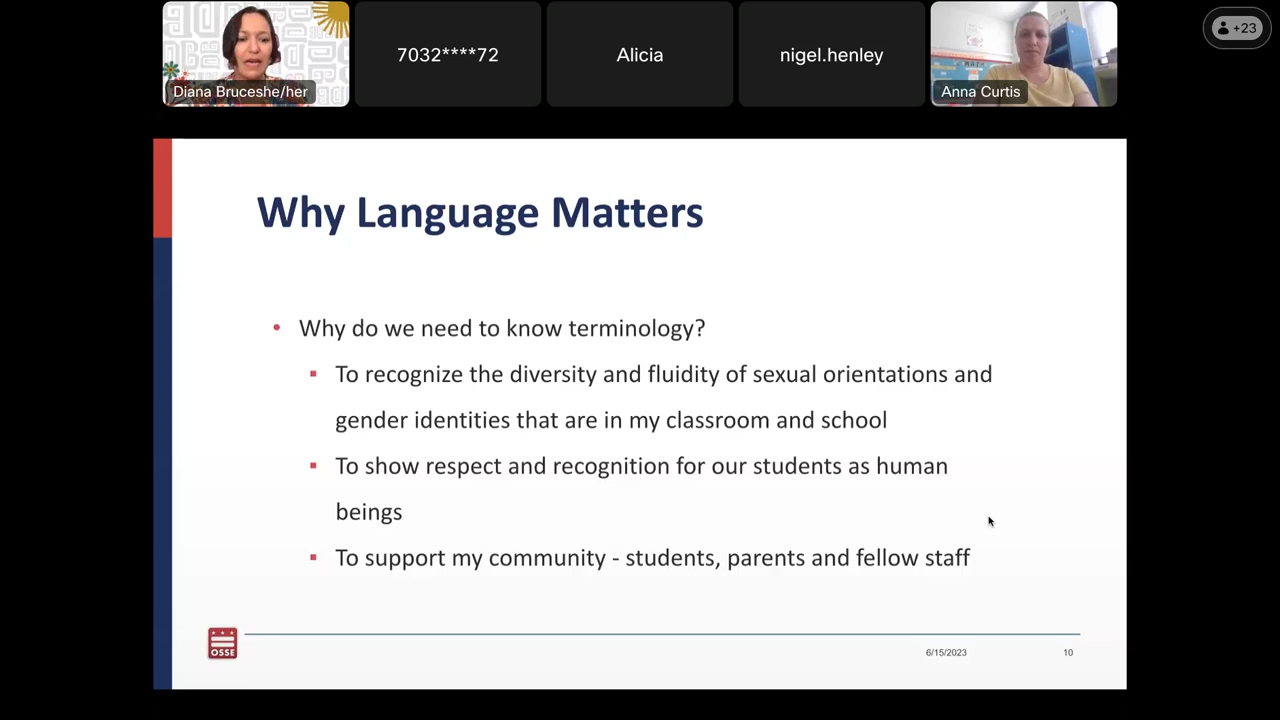 +23
7032****72
Alicia
nigel.henley
Diana Bruceshe/her
Anna Curtis
Why Language Matters
• Why do we need to know terminology?
▪ To recognize the diversity and fluidity of sexual orientations and
gender identities that are in my classroom and school
▪ To show respect and recognition for our students as human
beings
▪ To support my community - students, parents and fellow staff
OSSE
6/15/2023
10